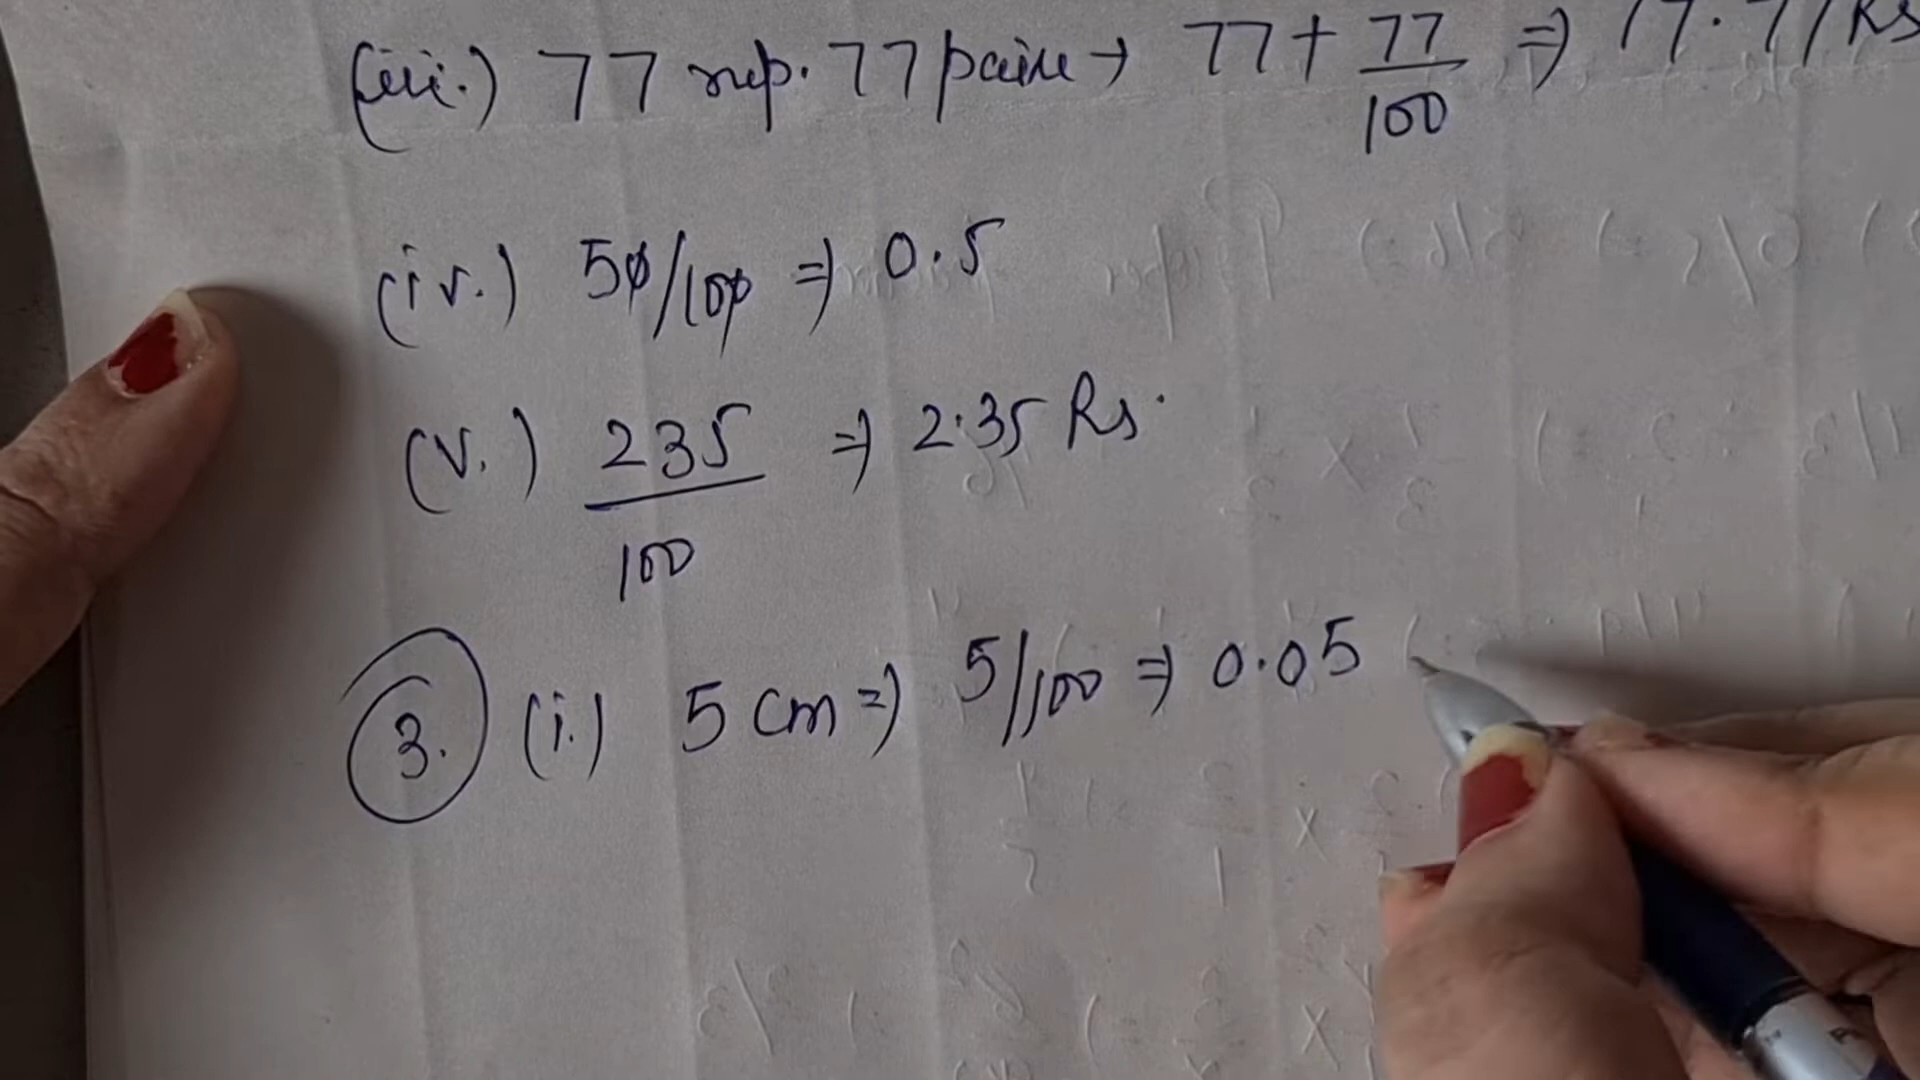 (iii.) 77 rup. 77 paise → 77 + 77/100 ⇒ 77.77 Rs
(iv.) 50/100 ⇒ 0.5
(v.) 235/100 ⇒ 2.35 Rs.
3. (i.) 5 cm ⇒ 5/100 ⇒ 0.05